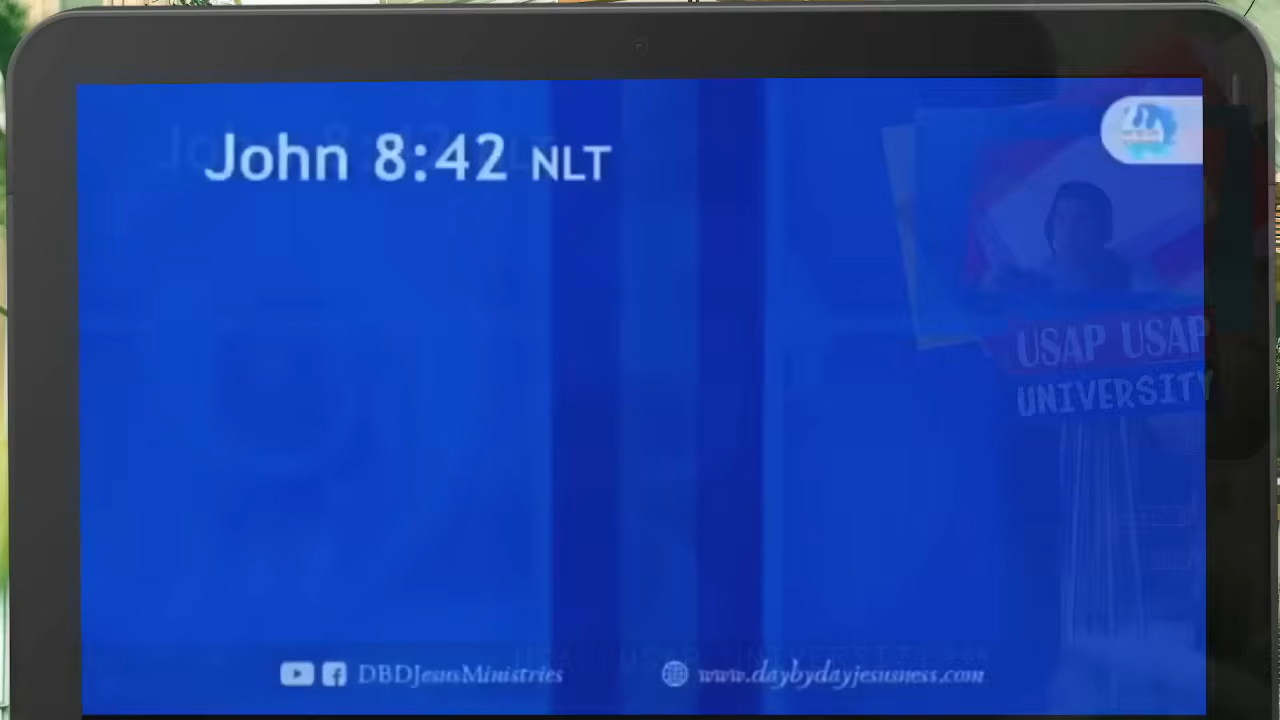 John 8:42 NLT
USAP USAP
UNIVERSITY
DBDJesusMinistries
www.daybydayjesusness.com